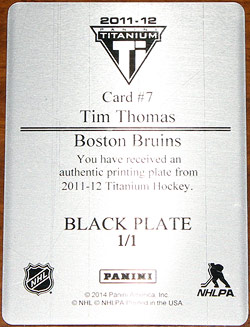 2011-12
PANINI
TITANIUM
Ti
Card #7
Tim Thomas
Boston Bruins
You have received an
authentic printing plate from
2011-12 Titanium Hockey.
BLACK PLATE
1/1
NHL
PANINI
NHLPA
© 2014 Panini America, Inc.
© NHL © NHLPA Printed in the USA